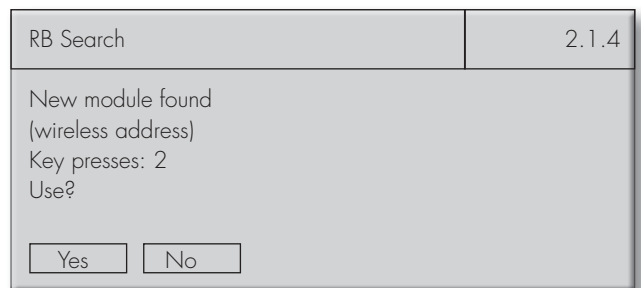 RB Search 2.1.4
New module found
(wireless address)
Key presses: 2
Use?
Yes No